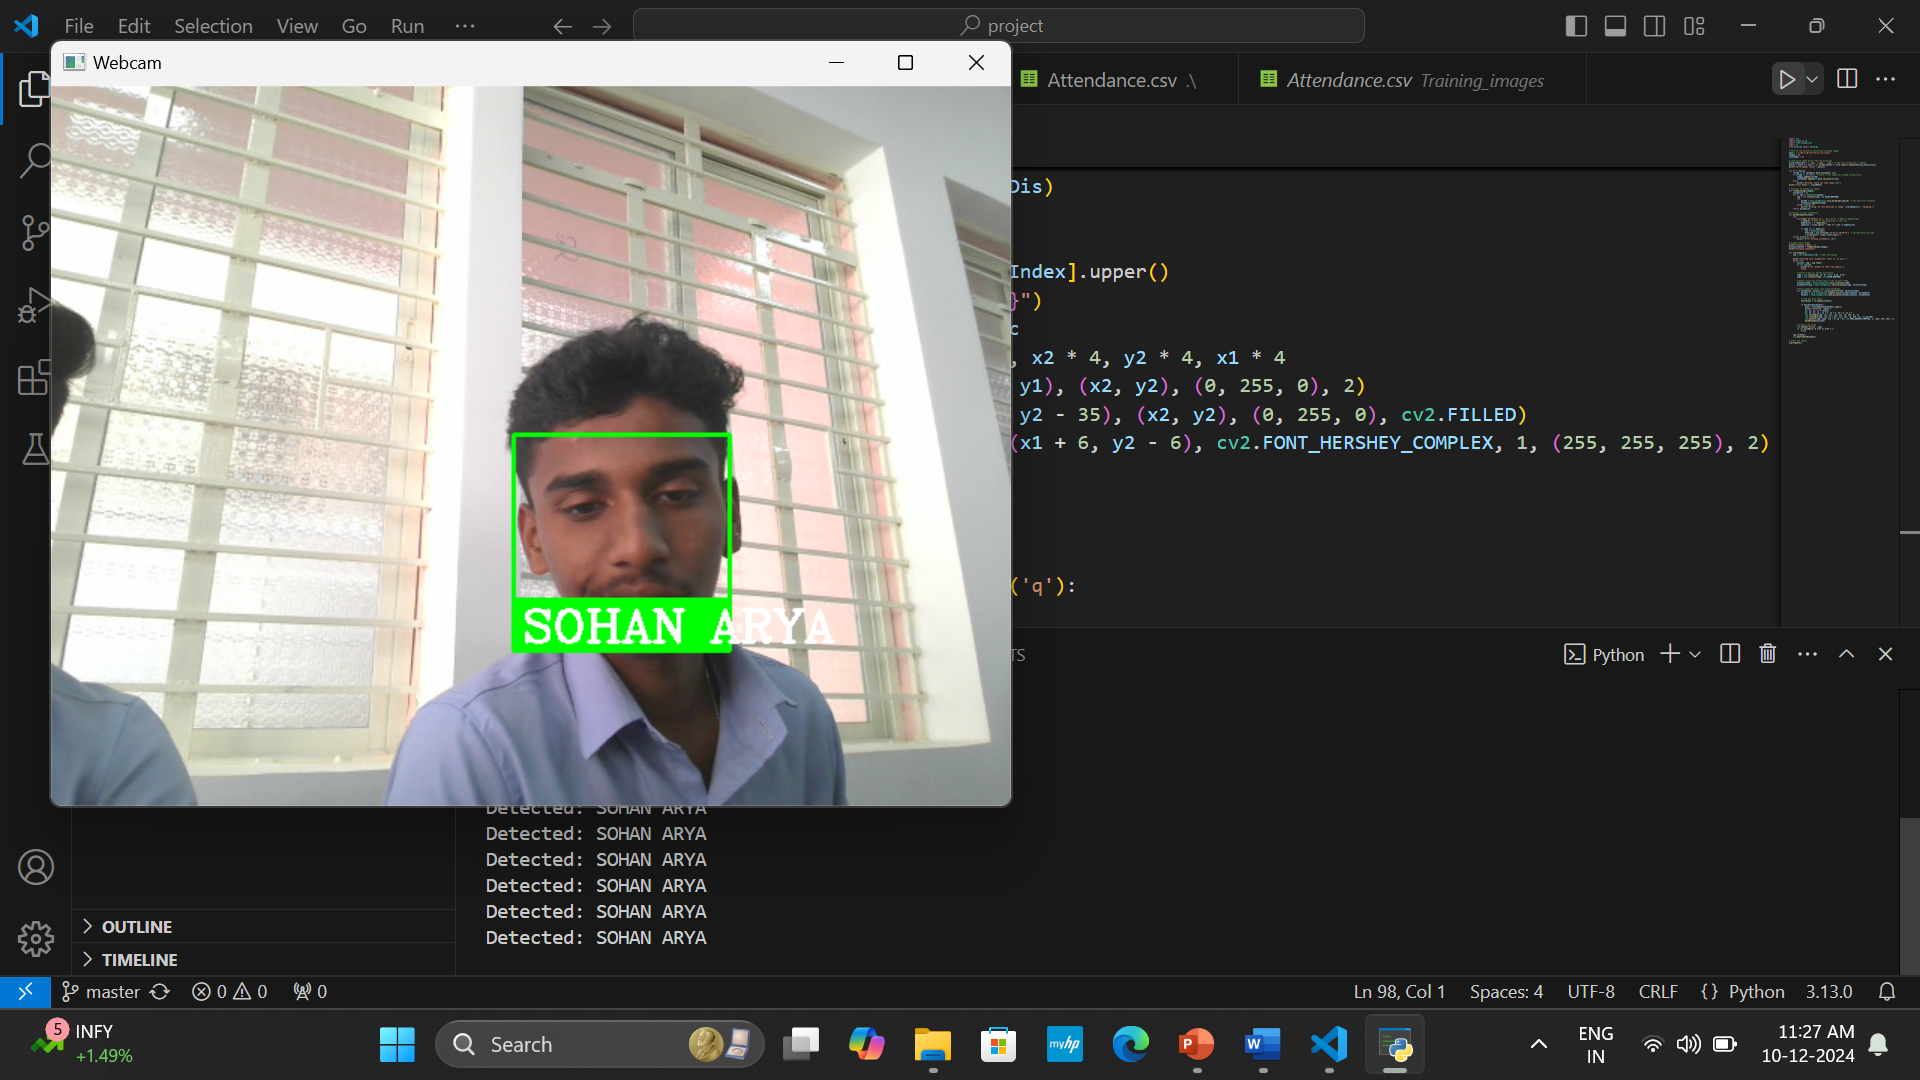 File Edit Selection View Go Run ···
project
Webcam
Attendance.csv .\
Attendance.csv Training_images
Dis)
Index].upper()
}")
c
, x2 * 4, y2 * 4, x1 * 4
y1), (x2, y2), (0, 255, 0), 2)
y2 - 35), (x2, y2), (0, 255, 0), cv2.FILLED)
(x1 + 6, y2 - 6), cv2.FONT_HERSHEY_COMPLEX, 1, (255, 255, 255), 2)
('q'):
SOHAN ARYA
TS
Python
Detected: SOHAN ARYA
Detected: SOHAN ARYA
Detected: SOHAN ARYA
Detected: SOHAN ARYA
Detected: SOHAN ARYA
Detected: SOHAN ARYA
OUTLINE
TIMELINE
master 0 0 0
Ln 98, Col 1 Spaces: 4 UTF-8 CRLF {} Python 3.13.0
5 INFY
+1.49%
Search
myhp
P
W
ENG
IN
11:27 AM
10-12-2024